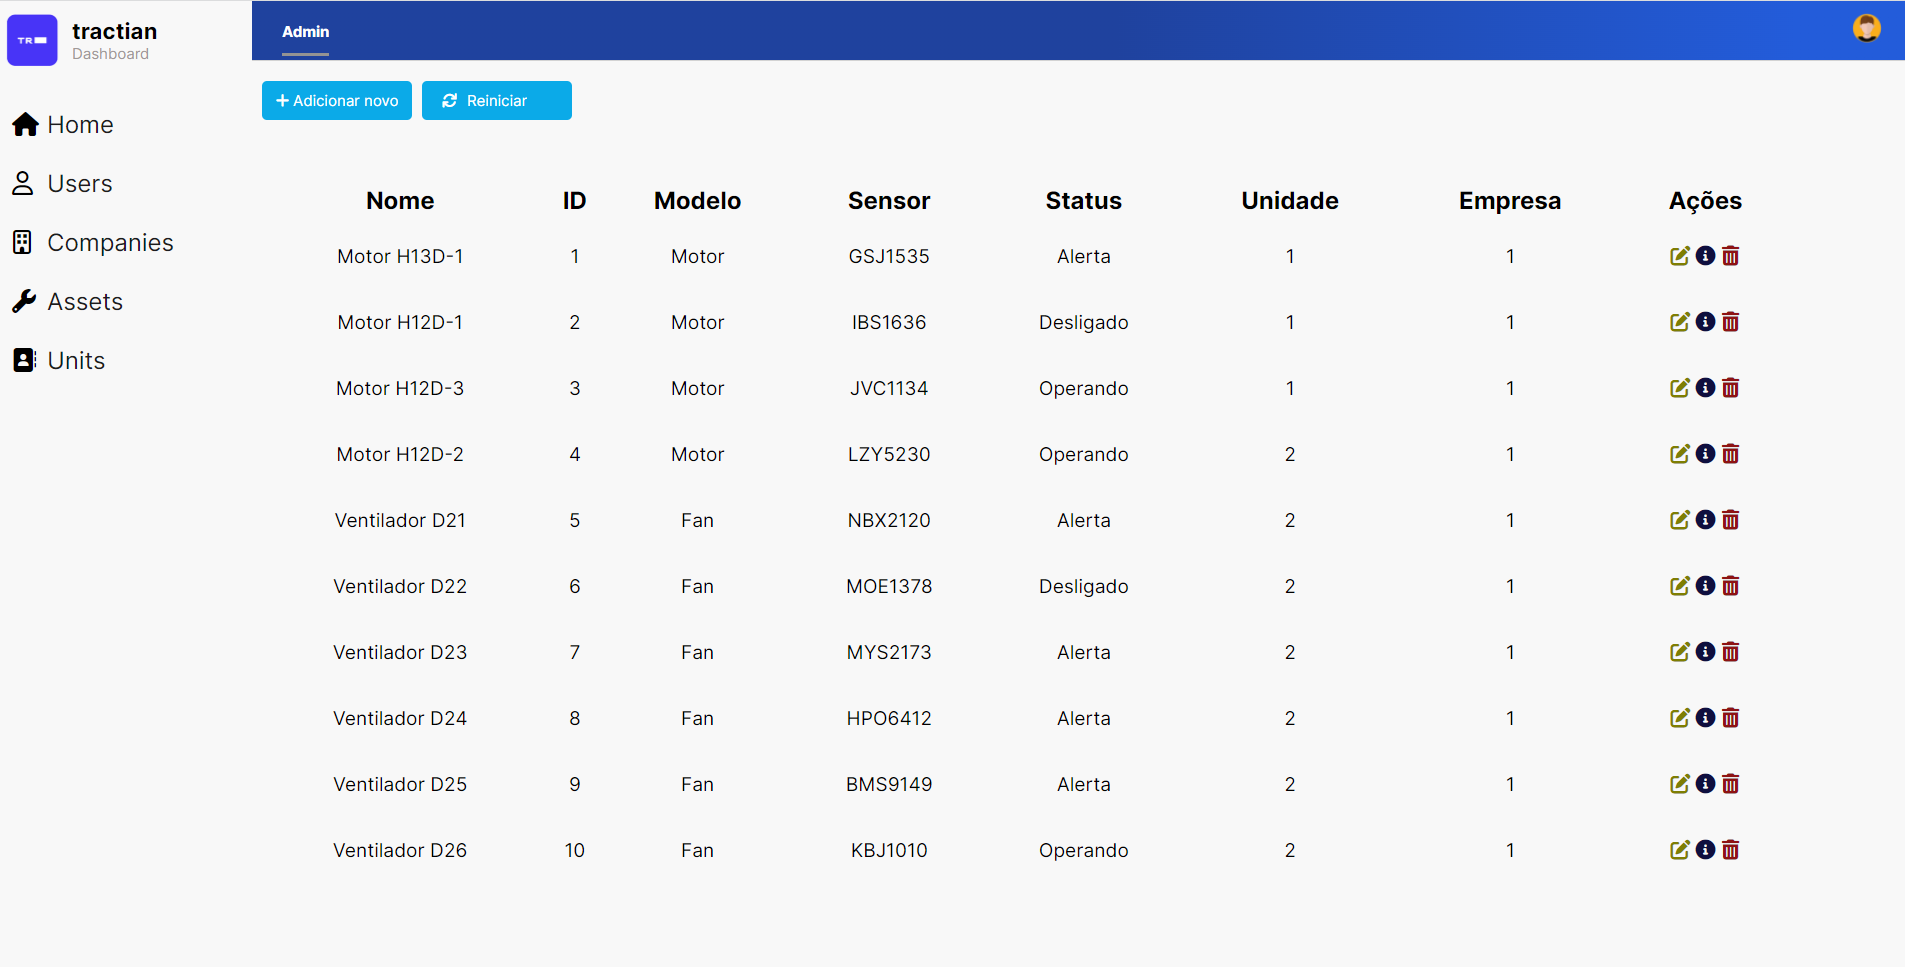 TR
tractian
Dashboard
Admin
Adicionar novo
Reiniciar
Home
Users
Companies
Assets
Units
Nome ID Modelo Sensor Status Unidade Empresa Ações
Motor H13D-1 1 Motor GSJ1535 Alerta 1 1
Motor H12D-1 2 Motor IBS1636 Desligado 1 1
Motor H12D-3 3 Motor JVC1134 Operando 1 1
Motor H12D-2 4 Motor LZY5230 Operando 2 1
Ventilador D21 5 Fan NBX2120 Alerta 2 1
Ventilador D22 6 Fan MOE1378 Desligado 2 1
Ventilador D23 7 Fan MYS2173 Alerta 2 1
Ventilador D24 8 Fan HPO6412 Alerta 2 1
Ventilador D25 9 Fan BMS9149 Alerta 2 1
Ventilador D26 10 Fan KBJ1010 Operando 2 1